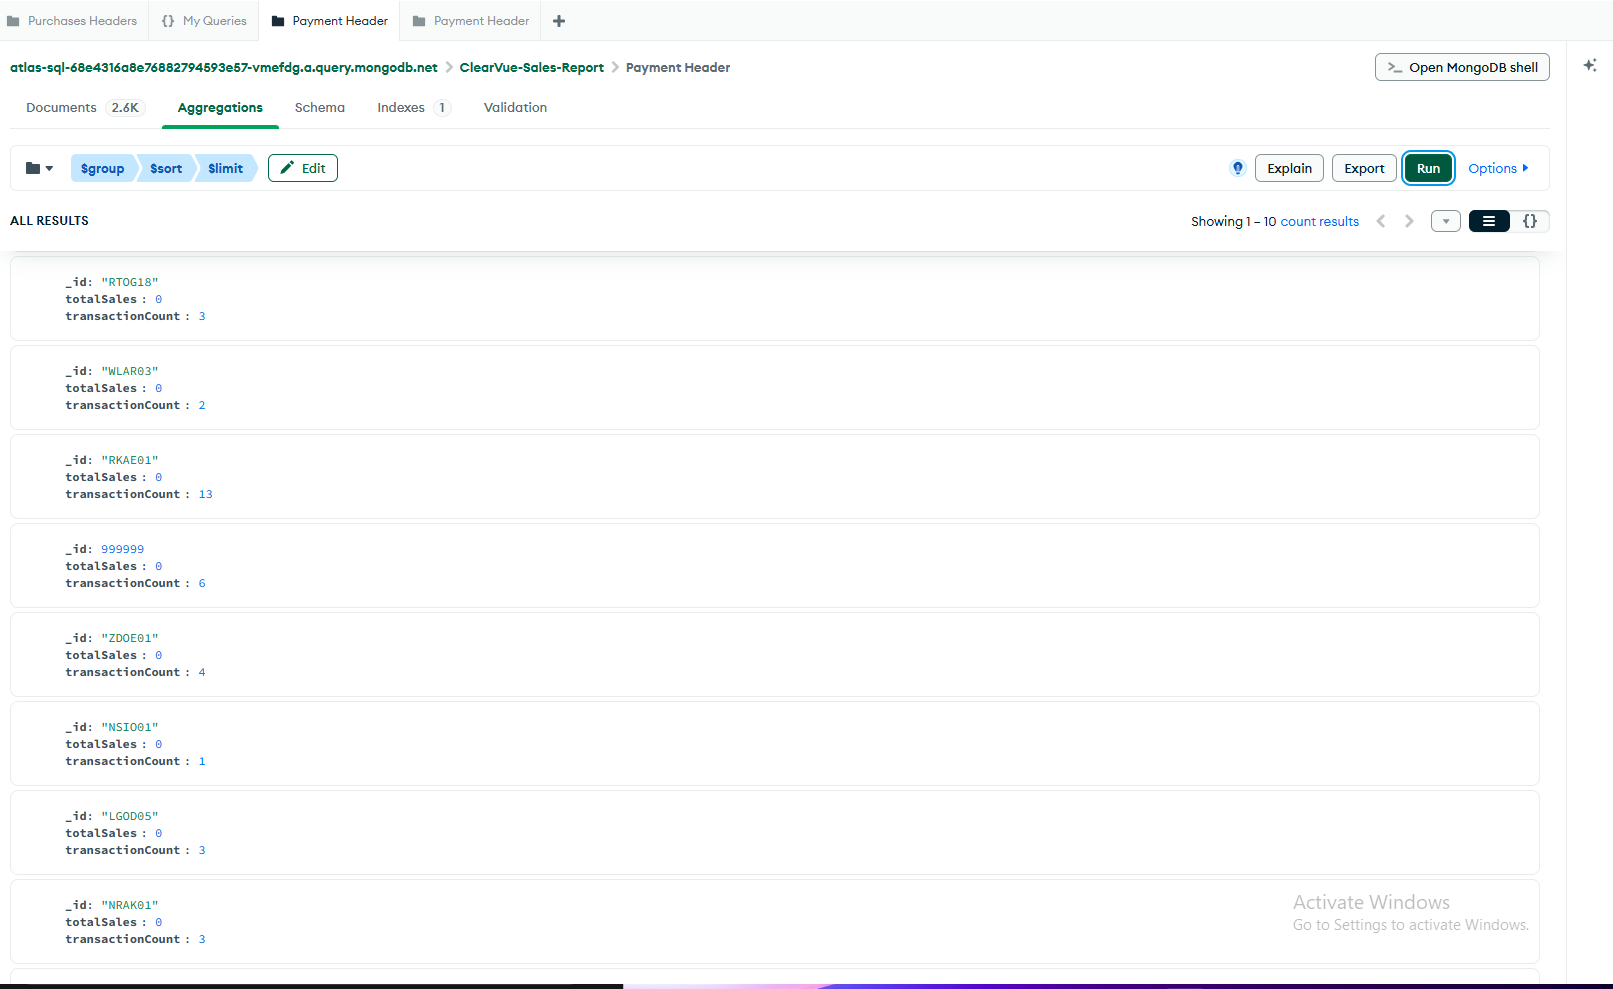 Purchases Headers
{} My Queries
Payment Header
Payment Header
+
atlas-sql-68e4316a8e76882794593e57-vmefdg.a.query.mongodb.net > ClearVue-Sales-Report > Payment Header
>_ Open MongoDB shell
Documents 2.6K
Aggregations
Schema
Indexes 1
Validation
$group $sort $limit
Edit
Explain
Export
Run
Options
ALL RESULTS
Showing 1 – 10 count results
{}
_id: "RTOG18"
totalSales : 0
transactionCount : 3
_id: "WLAR03"
totalSales : 0
transactionCount : 2
_id: "RKAE01"
totalSales : 0
transactionCount : 13
_id: 999999
totalSales : 0
transactionCount : 6
_id: "ZDOE01"
totalSales : 0
transactionCount : 4
_id: "NSIO01"
totalSales : 0
transactionCount : 1
_id: "LGOD05"
totalSales : 0
transactionCount : 3
_id: "NRAK01"
totalSales : 0
transactionCount : 3
Activate Windows
Go to Settings to activate Windows.